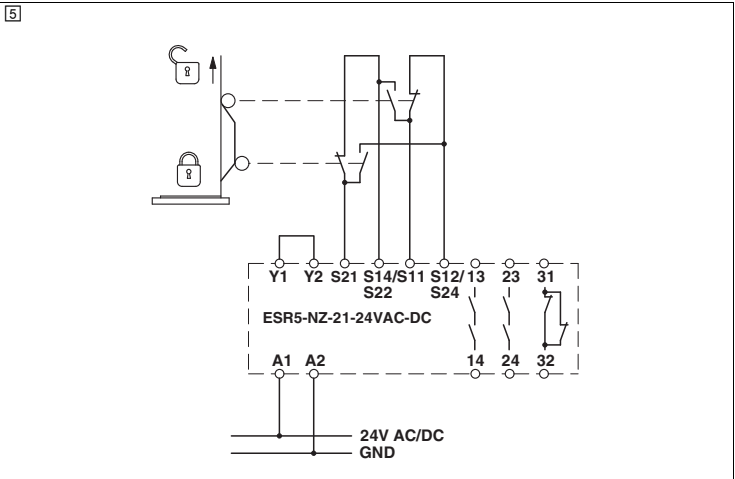 5
Y1 Y2 S21 S14/S11 S12/13 23 31
S22 S24
ESR5-NZ-21-24VAC-DC
A1 A2 14 24 32
24V AC/DC
GND